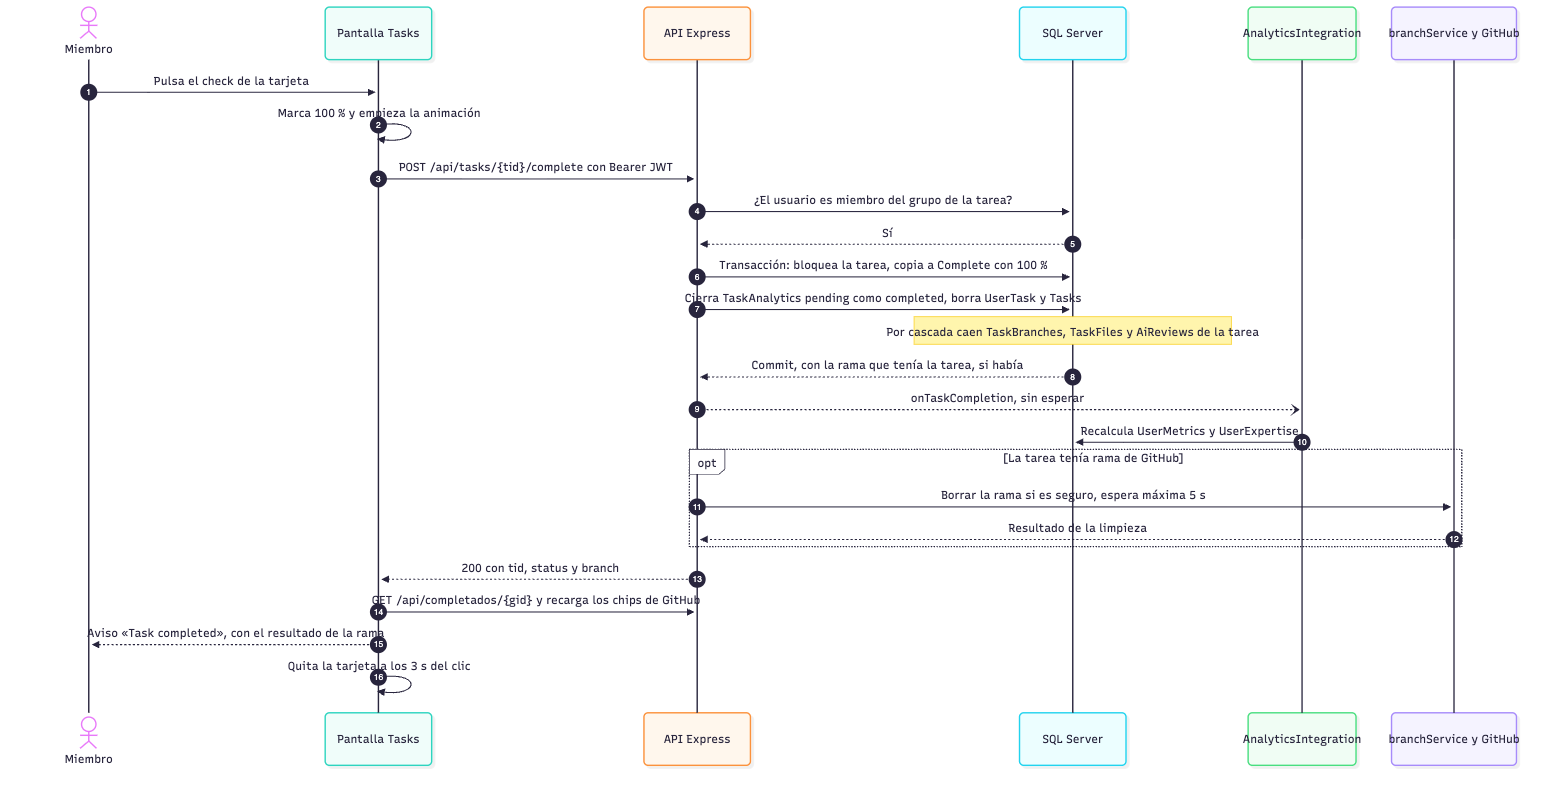 Miembro
Pantalla Tasks
API Express
SQL Server
AnalyticsIntegration
branchService y GitHub
1
Pulsa el check de la tarjeta
2
Marca 100 % y empieza la animación
3
POST /api/tasks/{tid}/complete con Bearer JWT
4
¿El usuario es miembro del grupo de la tarea?
5
Sí
6
Transacción: bloquea la tarea, copia a Complete con 100 %
7
Cierra TaskAnalytics pending como completed, borra UserTask y Tasks
Por cascada caen TaskBranches, TaskFiles y AiReviews de la tarea
8
Commit, con la rama que tenía la tarea, si había
9
onTaskCompletion, sin esperar
10
Recalcula UserMetrics y UserExpertise
opt
[La tarea tenía rama de GitHub]
11
Borrar la rama si es seguro, espera máxima 5 s
12
Resultado de la limpieza
13
200 con tid, status y branch
14
GET /api/completados/{gid} y recarga los chips de GitHub
15
Aviso «Task completed», con el resultado de la rama
16
Quita la tarjeta a los 3 s del clic
Miembro
Pantalla Tasks
API Express
SQL Server
AnalyticsIntegration
branchService y GitHub